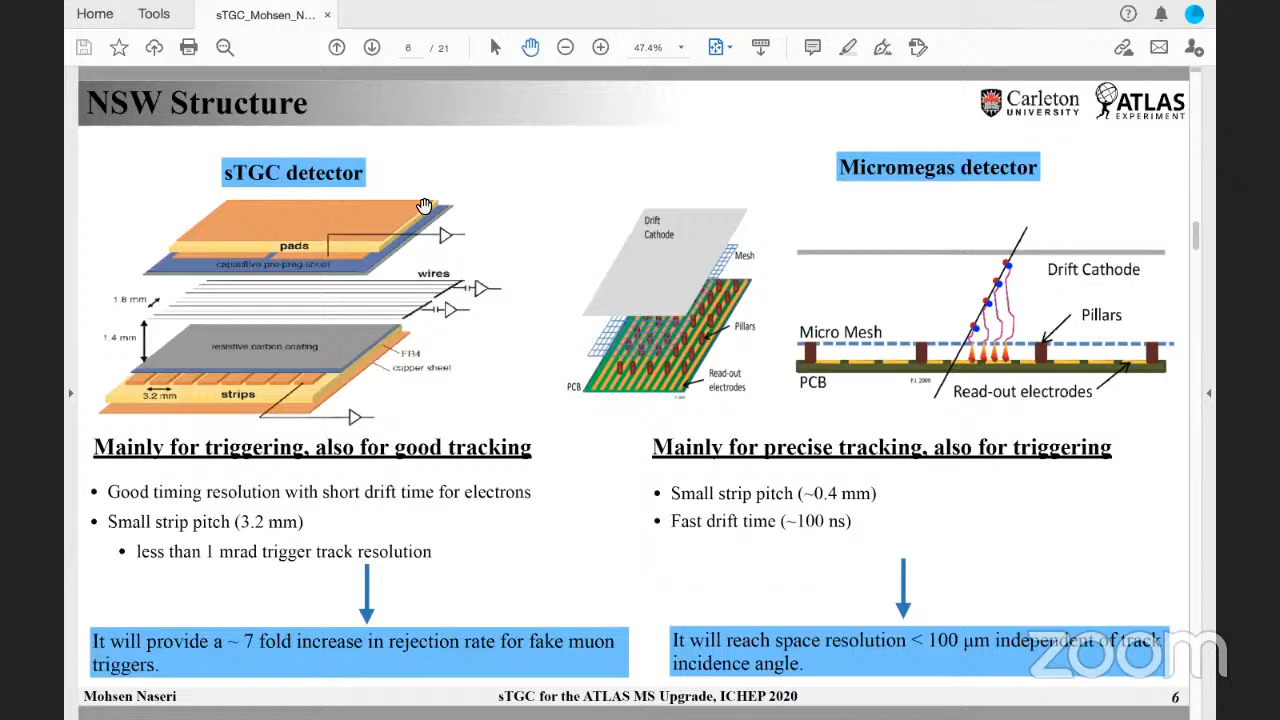 Home Tools sTGC_Mohsen_N... ×
6 / 21 47.4%
NSW Structure
Carleton UNIVERSITY
ATLAS EXPERIMENT
sTGC detector
pads
capacitive pre-preg sheet
wires
1.8 mm
1.4 mm
resistive carbon coating
FR4
copper sheet
3.2 mm
strips
Micromegas detector
Drift
Cathode
Mesh
Pillars
PCB
Read-out
electrodes
Drift Cathode
Pillars
Micro Mesh
PCB
Read-out electrodes
Mainly for triggering, also for good tracking
• Good timing resolution with short drift time for electrons
• Small strip pitch (3.2 mm)
• less than 1 mrad trigger track resolution
It will provide a ~ 7 fold increase in rejection rate for fake muon
triggers.
Mainly for precise tracking, also for triggering
• Small strip pitch (~0.4 mm)
• Fast drift time (~100 ns)
It will reach space resolution < 100 μm independent of track
incidence angle.
zoom
Mohsen Naseri sTGC for the ATLAS MS Upgrade, ICHEP 2020 6